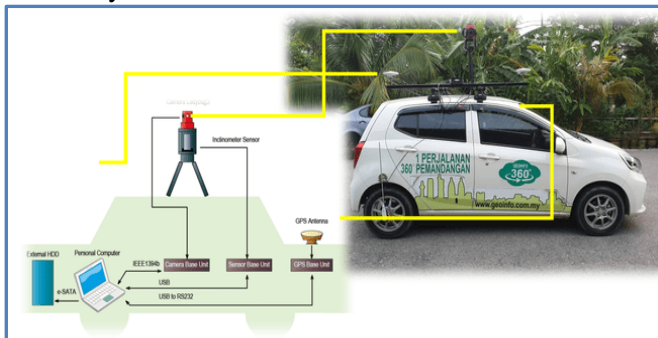 Camera Ladybug
Inclinometer Sensor
GPS Antenna
External HDD
Personal Computer
IEEE1394b
Camera Base Unit
Sensor Base Unit
GPS Base Unit
e-SATA
USB
USB to RS232
1 PERJALANAN
360° PEMANDANGAN
GEOINFO
360°
www.geoinfo.com.my